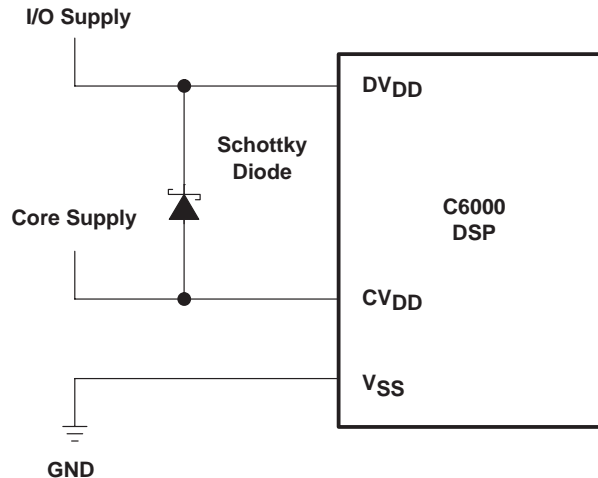 I/O Supply
DVDD
Schottky
Diode
Core Supply
C6000
DSP
CVDD
VSS
GND